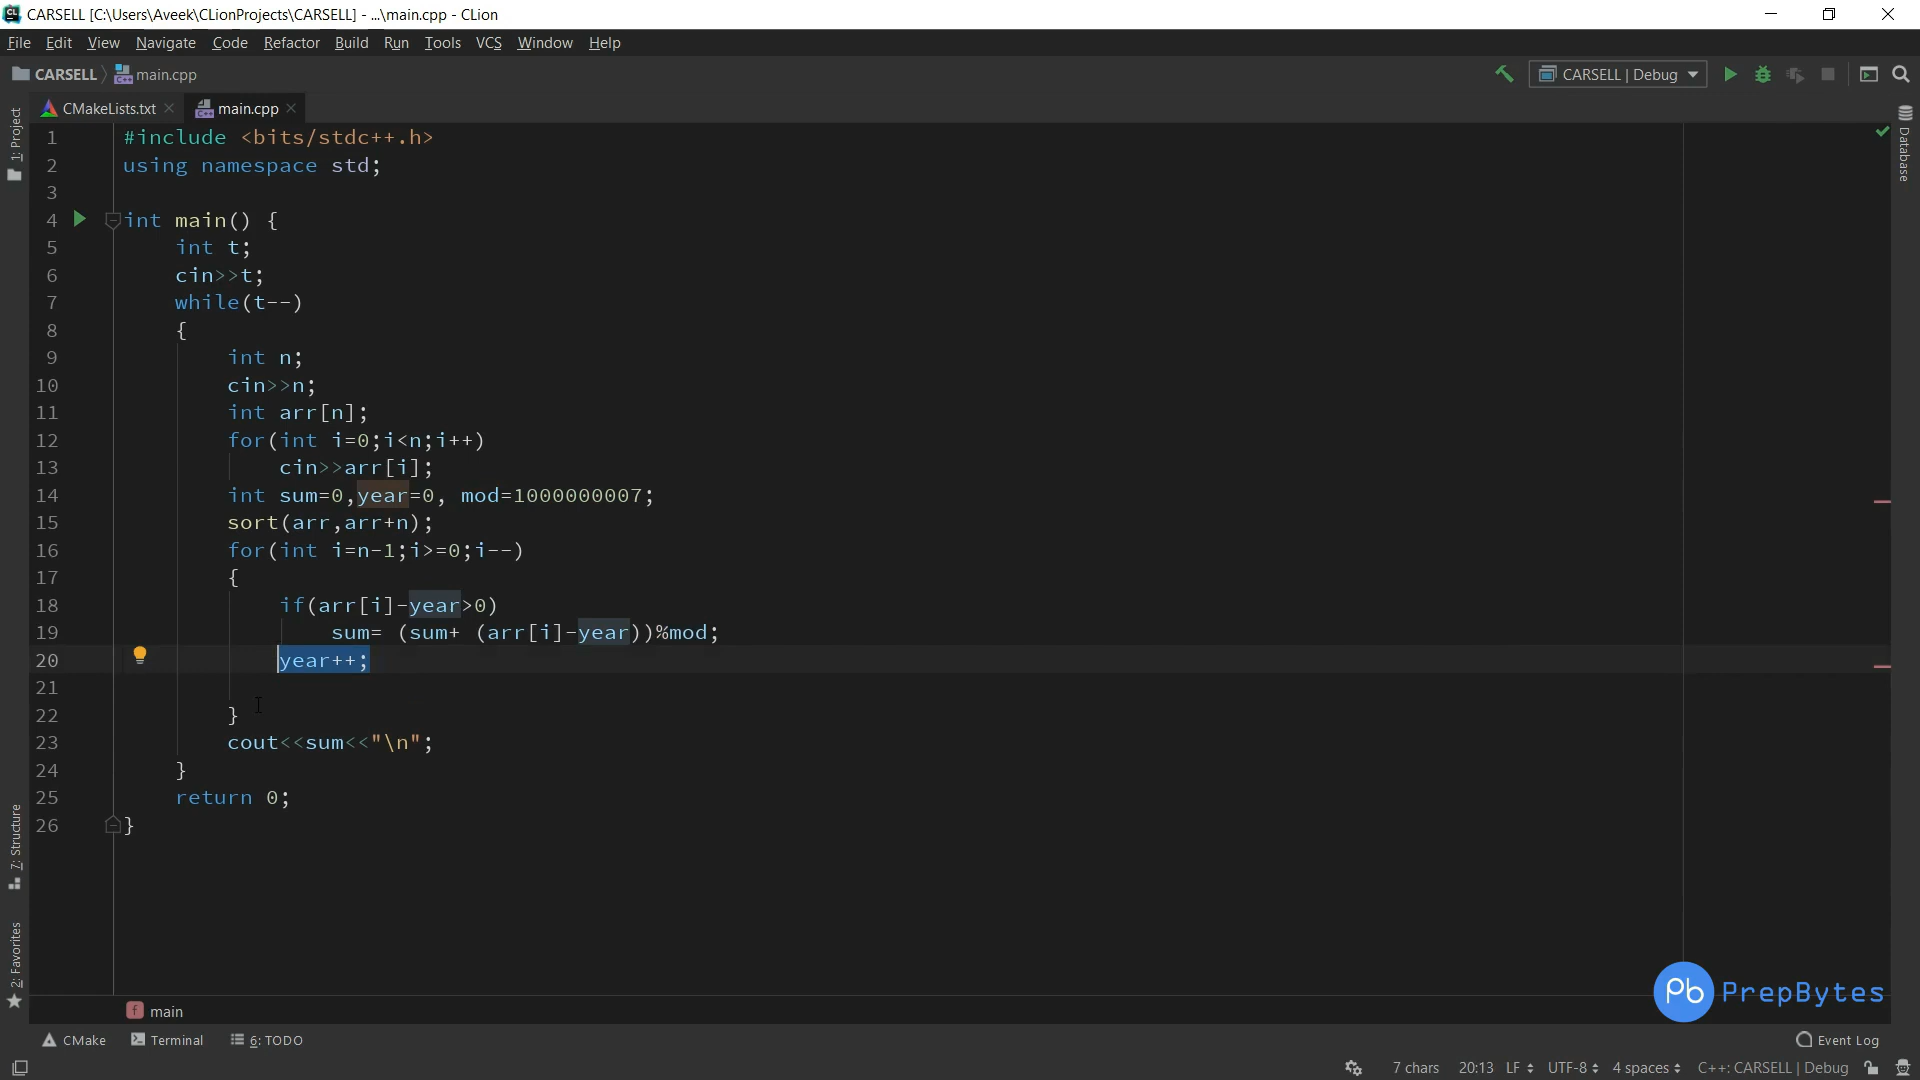 CARSELL [C:\Users\Aveek\CLionProjects\CARSELL] - ...\main.cpp - CLion
File Edit View Navigate Code Refactor Build Run Tools VCS Window Help
CARSELL main.cpp
CARSELL | Debug
CMakeLists.txt main.cpp
1: Project
Database
1 #include <bits/stdc++.h>
2 using namespace std;
3
4 int main() {
5 int t;
6 cin>>t;
7 while(t--)
8 {
9 int n;
10 cin>>n;
11 int arr[n];
12 for(int i=0;i<n;i++)
13 cin>>arr[i];
14 int sum=0,year=0, mod=1000000007;
15 sort(arr,arr+n);
16 for(int i=n-1;i>=0;i--)
17 {
18 if(arr[i]-year>0)
19 sum= (sum+ (arr[i]-year))%mod;
20 year++;
21
22 }
23 cout<<sum<<"\n";
24 }
25 return 0;
26 }
7: Structure
2: Favorites
Pb PrepBytes
f main
CMake Terminal 6: TODO Event Log
7 chars 20:13 LF UTF-8 4 spaces C++: CARSELL | Debug